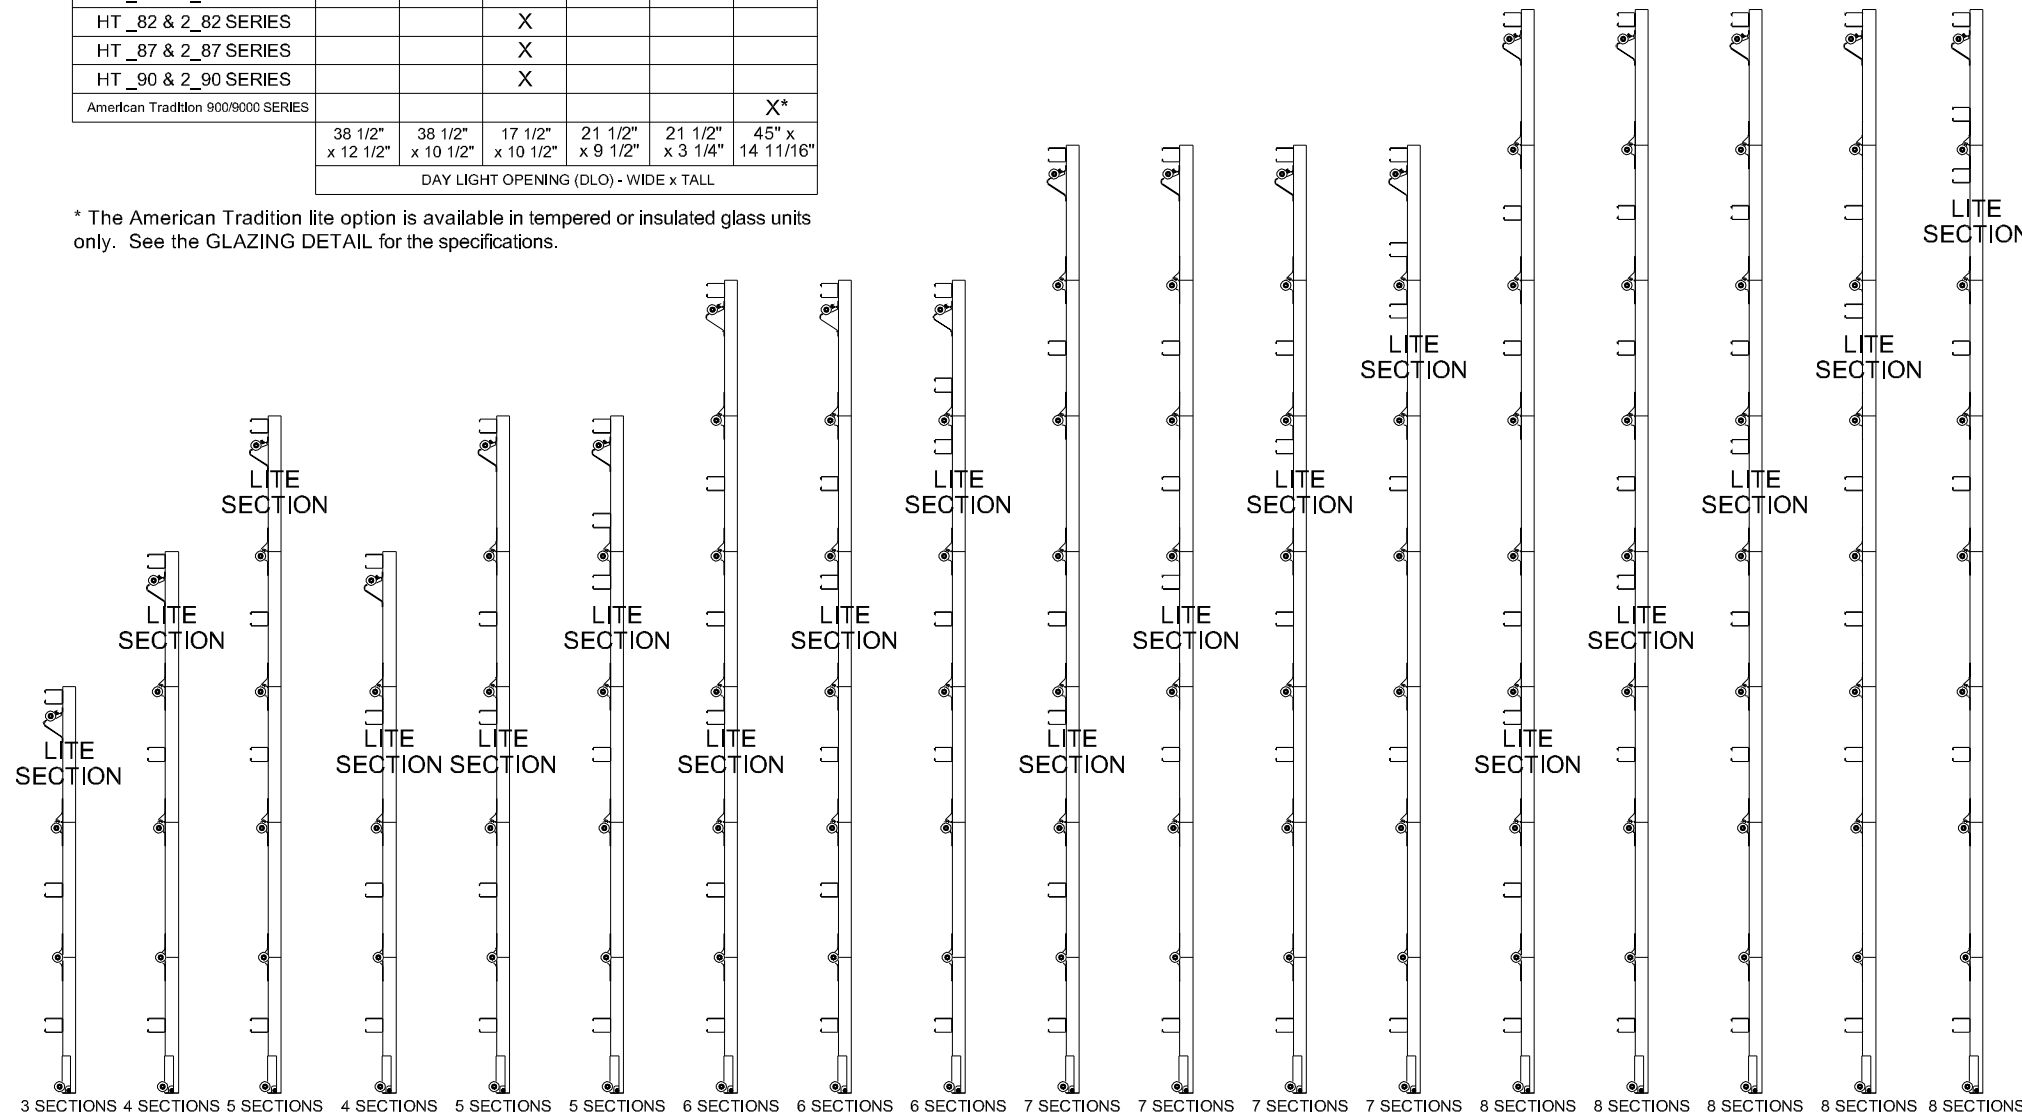 HT _82 & 2_82 SERIES X
HT _87 & 2_87 SERIES X
HT _90 & 2_90 SERIES X
American Tradition 900/9000 SERIES X*
38 1/2" 38 1/2" 17 1/2" 21 1/2" 21 1/2" 45" x
x 12 1/2" x 10 1/2" x 10 1/2" x 9 1/2" x 3 1/4" 14 11/16"
DAY LIGHT OPENING (DLO) - WIDE x TALL
* The American Tradition lite option is available in tempered or insulated glass units
only. See the GLAZING DETAIL for the specifications.
LITE
SECTION
LITE
SECTION
LITE
SECTION
LITE
SECTION
LITE
SECTION
LITE
SECTION
LITE
SECTION
LITE
SECTION
LITE
SECTION
LITE
SECTION
LITE
SECTION
LITE
SECTION
LITE
SECTION
LITE
SECTION
LITE
SECTION
LITE
SECTION
LITE
SECTION
LITE
SECTION
3 SECTIONS 4 SECTIONS 5 SECTIONS 4 SECTIONS 5 SECTIONS 5 SECTIONS 6 SECTIONS 6 SECTIONS 6 SECTIONS 7 SECTIONS 7 SECTIONS 7 SECTIONS 7 SECTIONS 8 SECTIONS 8 SECTIONS 8 SECTIONS 8 SECTIONS 8 SECTIONS